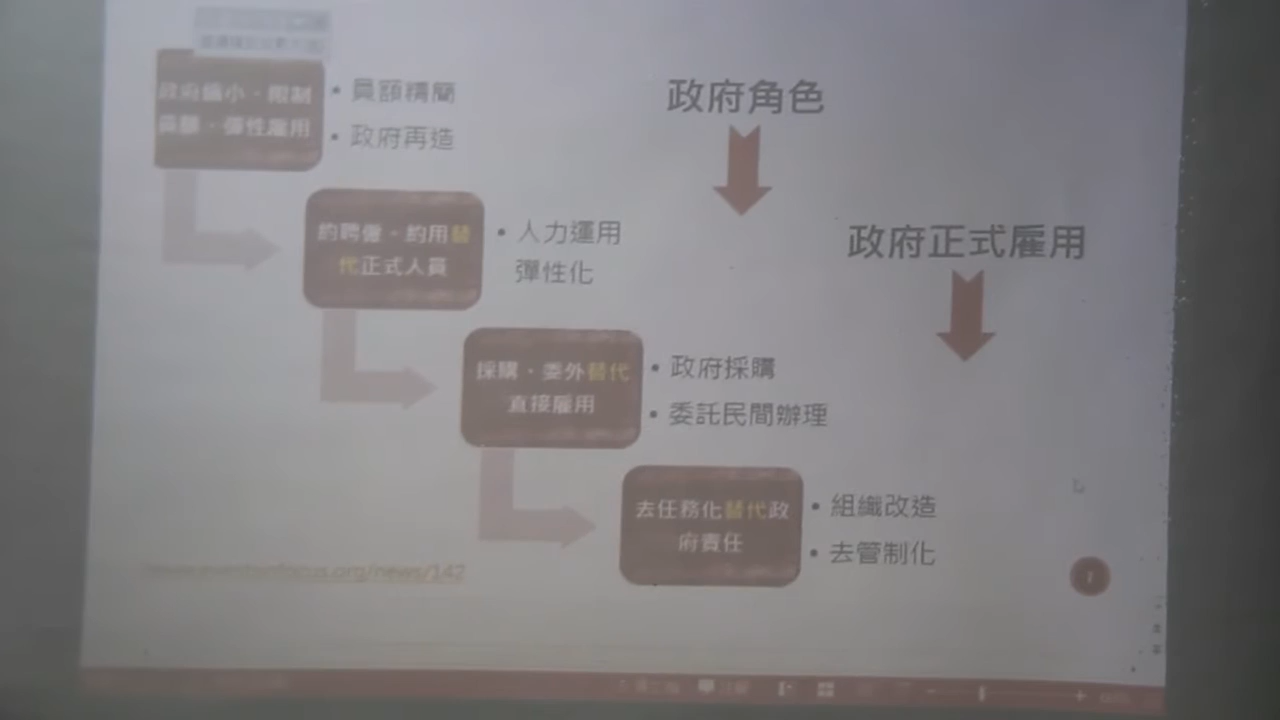 政府縮小、限制
員額、彈性雇用
• 員額精簡
• 政府再造
政府角色
約聘僱、約用替
代正式人員
• 人力運用
彈性化
政府正式雇用
採購、委外替代
直接雇用
• 政府採購
• 委託民間辦理
去任務化替代政
府責任
• 組織改造
• 去管制化